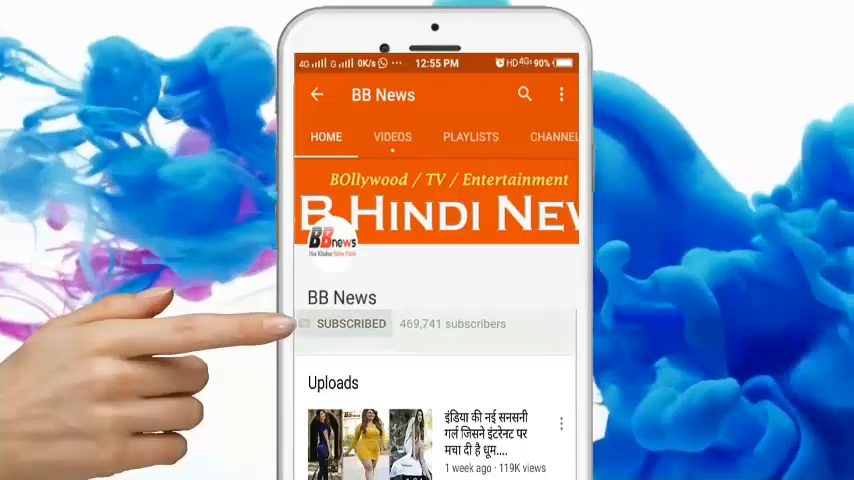 4G G 0K/s ... 12:55 PM HD 4G 90%
BB News
HOME VIDEOS PLAYLISTS CHANNEL
BOllywood / TV / Entertainment
B HINDI NEW
BBnews
BB News
SUBSCRIBED 469,741 subscribers
Uploads
इंडिया की नई सनसनी
गर्ल जिसने इंटरनेट पर
मचा दी है धूम....
1 week ago · 119K views